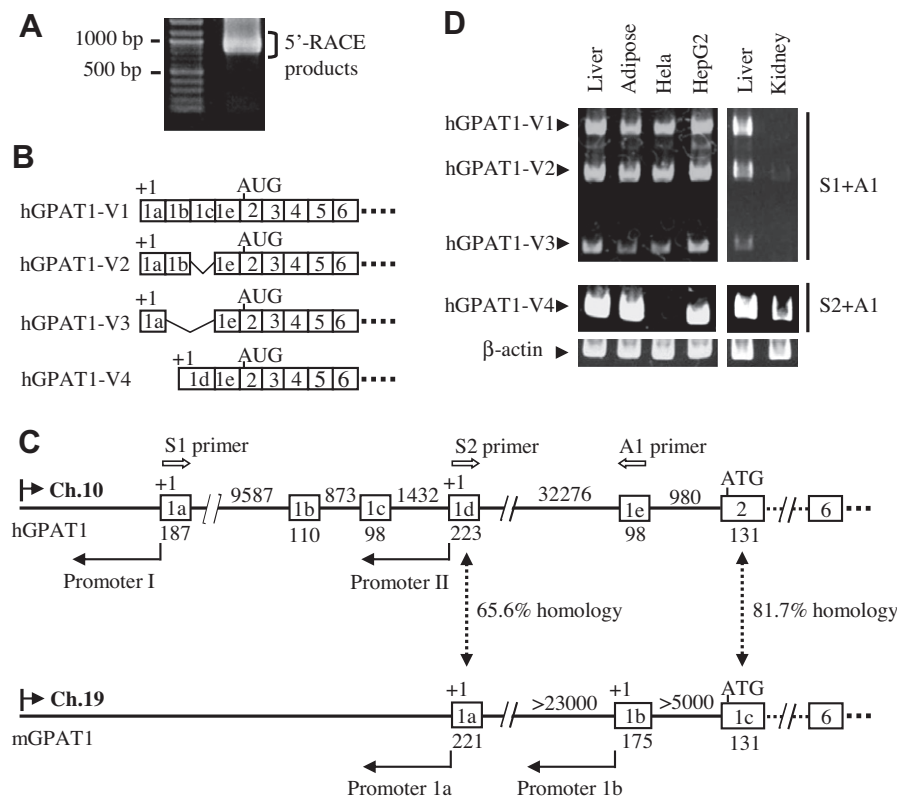 A
1000 bp
500 bp
5’-RACE
products
B
+1
AUG
hGPAT1-V1
1a 1b 1c 1e 2 3 4 5 6
+1
AUG
hGPAT1-V2
1a 1b 1e 2 3 4 5 6
+1
AUG
hGPAT1-V3
1a 1e 2 3 4 5 6
+1
AUG
hGPAT1-V4
1d 1e 2 3 4 5 6
D
Liver Adipose Hela HepG2 Liver Kidney
hGPAT1-V1
hGPAT1-V2
hGPAT1-V3
S1+A1
hGPAT1-V4
S2+A1
β-actin
C
S1 primer S2 primer A1 primer
Ch.10
+1 9587 873 1432 +1 32276 980 ATG
1a 1b 1c 1d 1e 2 6
hGPAT1
187 110 98 223 98 131
Promoter I Promoter II
65.6% homology 81.7% homology
Ch.19
+1 >23000 +1 >5000 ATG
1a 1b 1c 6
mGPAT1
221 175 131
Promoter 1a Promoter 1b